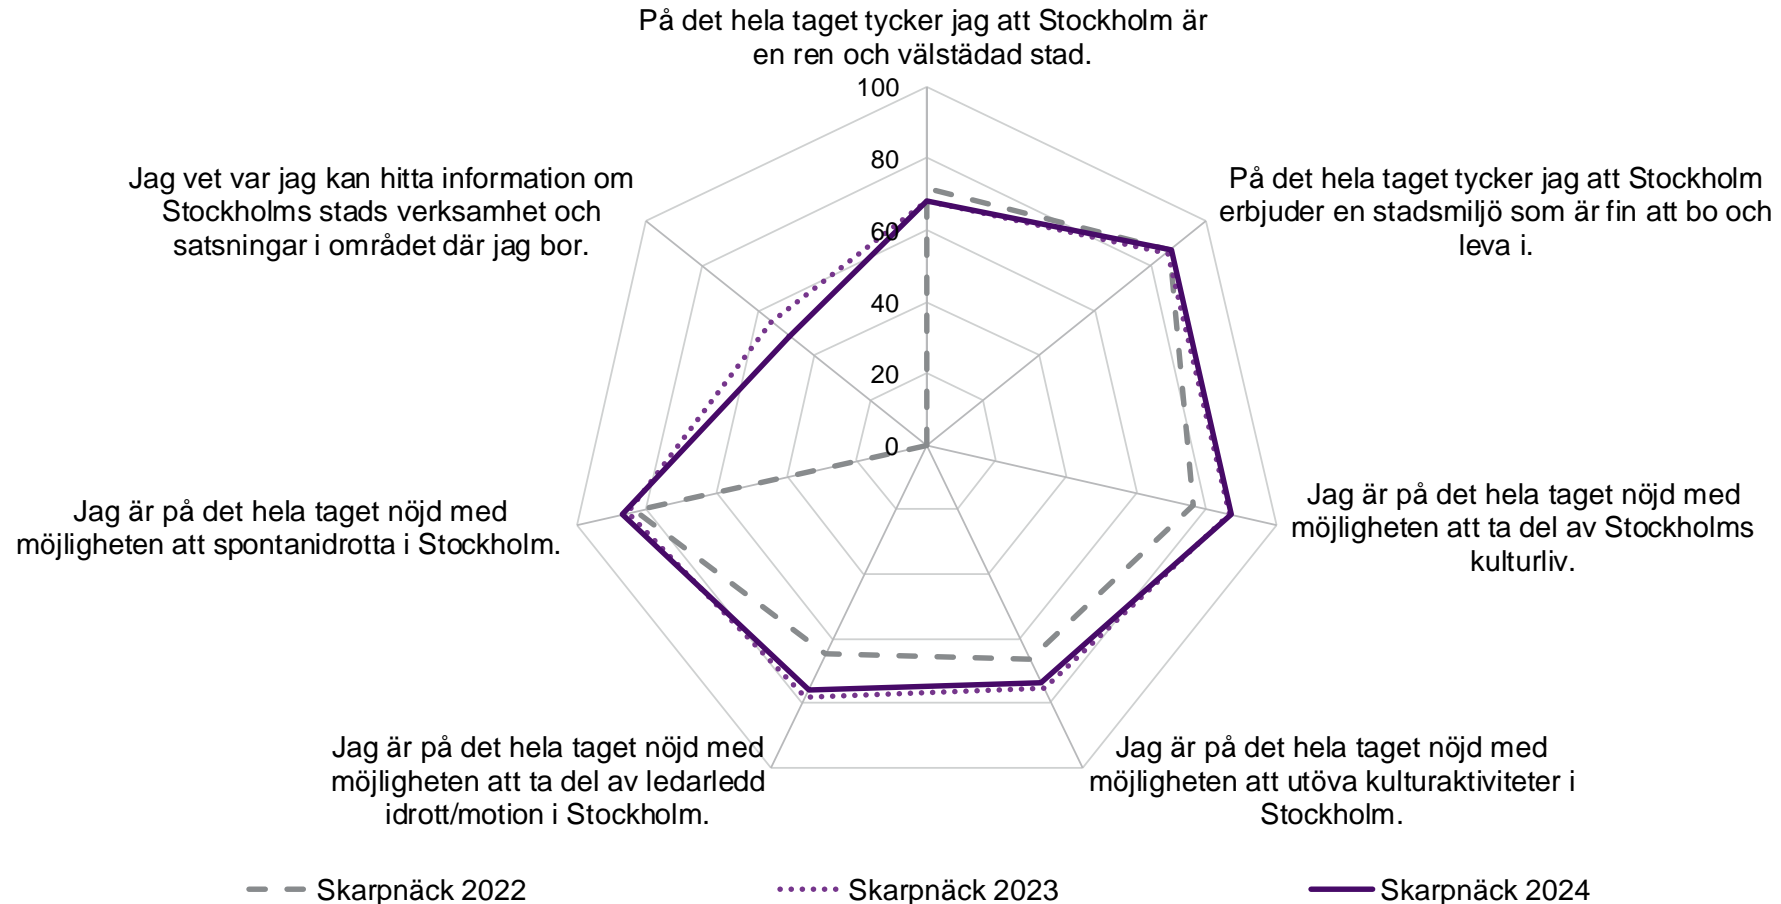 På det hela taget tycker jag att Stockholm är
en ren och välstädad stad.
100
80
60
40
20
0
På det hela taget tycker jag att Stockholm
erbjuder en stadsmiljö som är fin att bo och
leva i.
Jag är på det hela taget nöjd med
möjligheten att ta del av Stockholms
kulturliv.
Jag är på det hela taget nöjd med
möjligheten att utöva kulturaktiviteter i
Stockholm.
Jag är på det hela taget nöjd med
möjligheten att ta del av ledarledd
idrott/motion i Stockholm.
Jag är på det hela taget nöjd med
möjligheten att spontanidrotta i Stockholm.
Jag vet var jag kan hitta information om
Stockholms stads verksamhet och
satsningar i området där jag bor.
Skarpnäck 2022
Skarpnäck 2023
Skarpnäck 2024